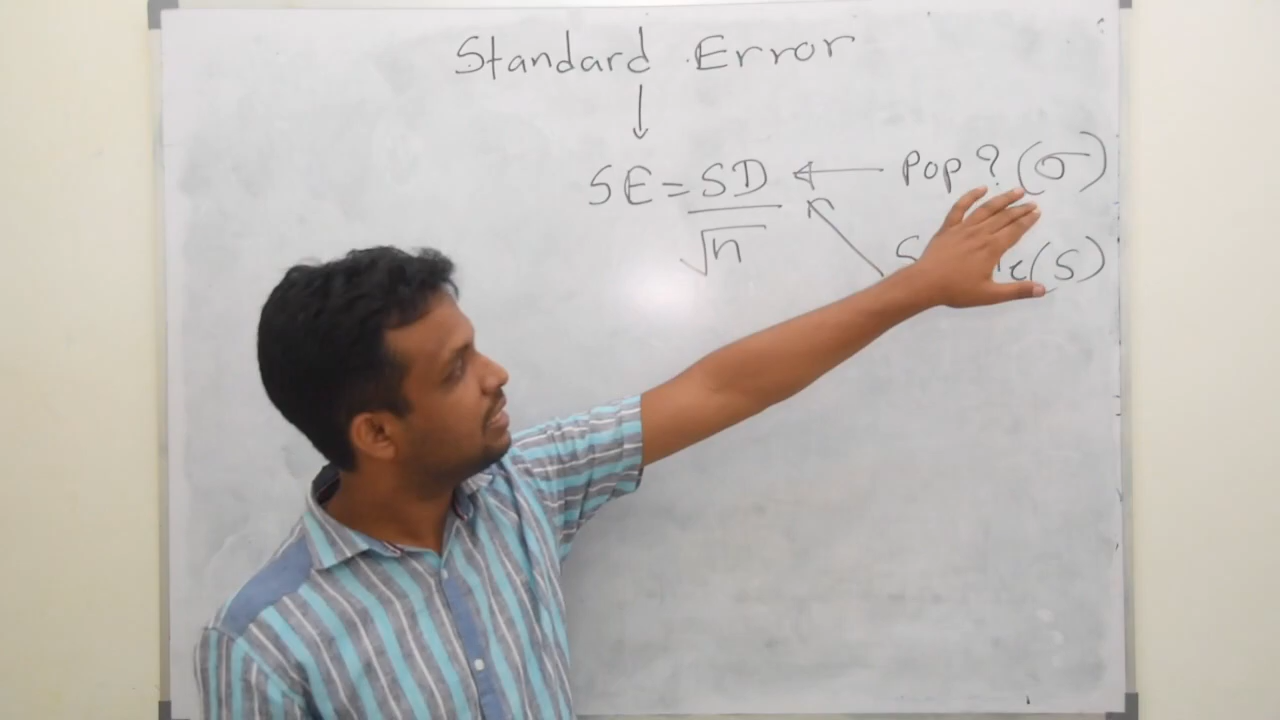 Standard Error
SE = SD ← Pop? (σ)
√n
(S)